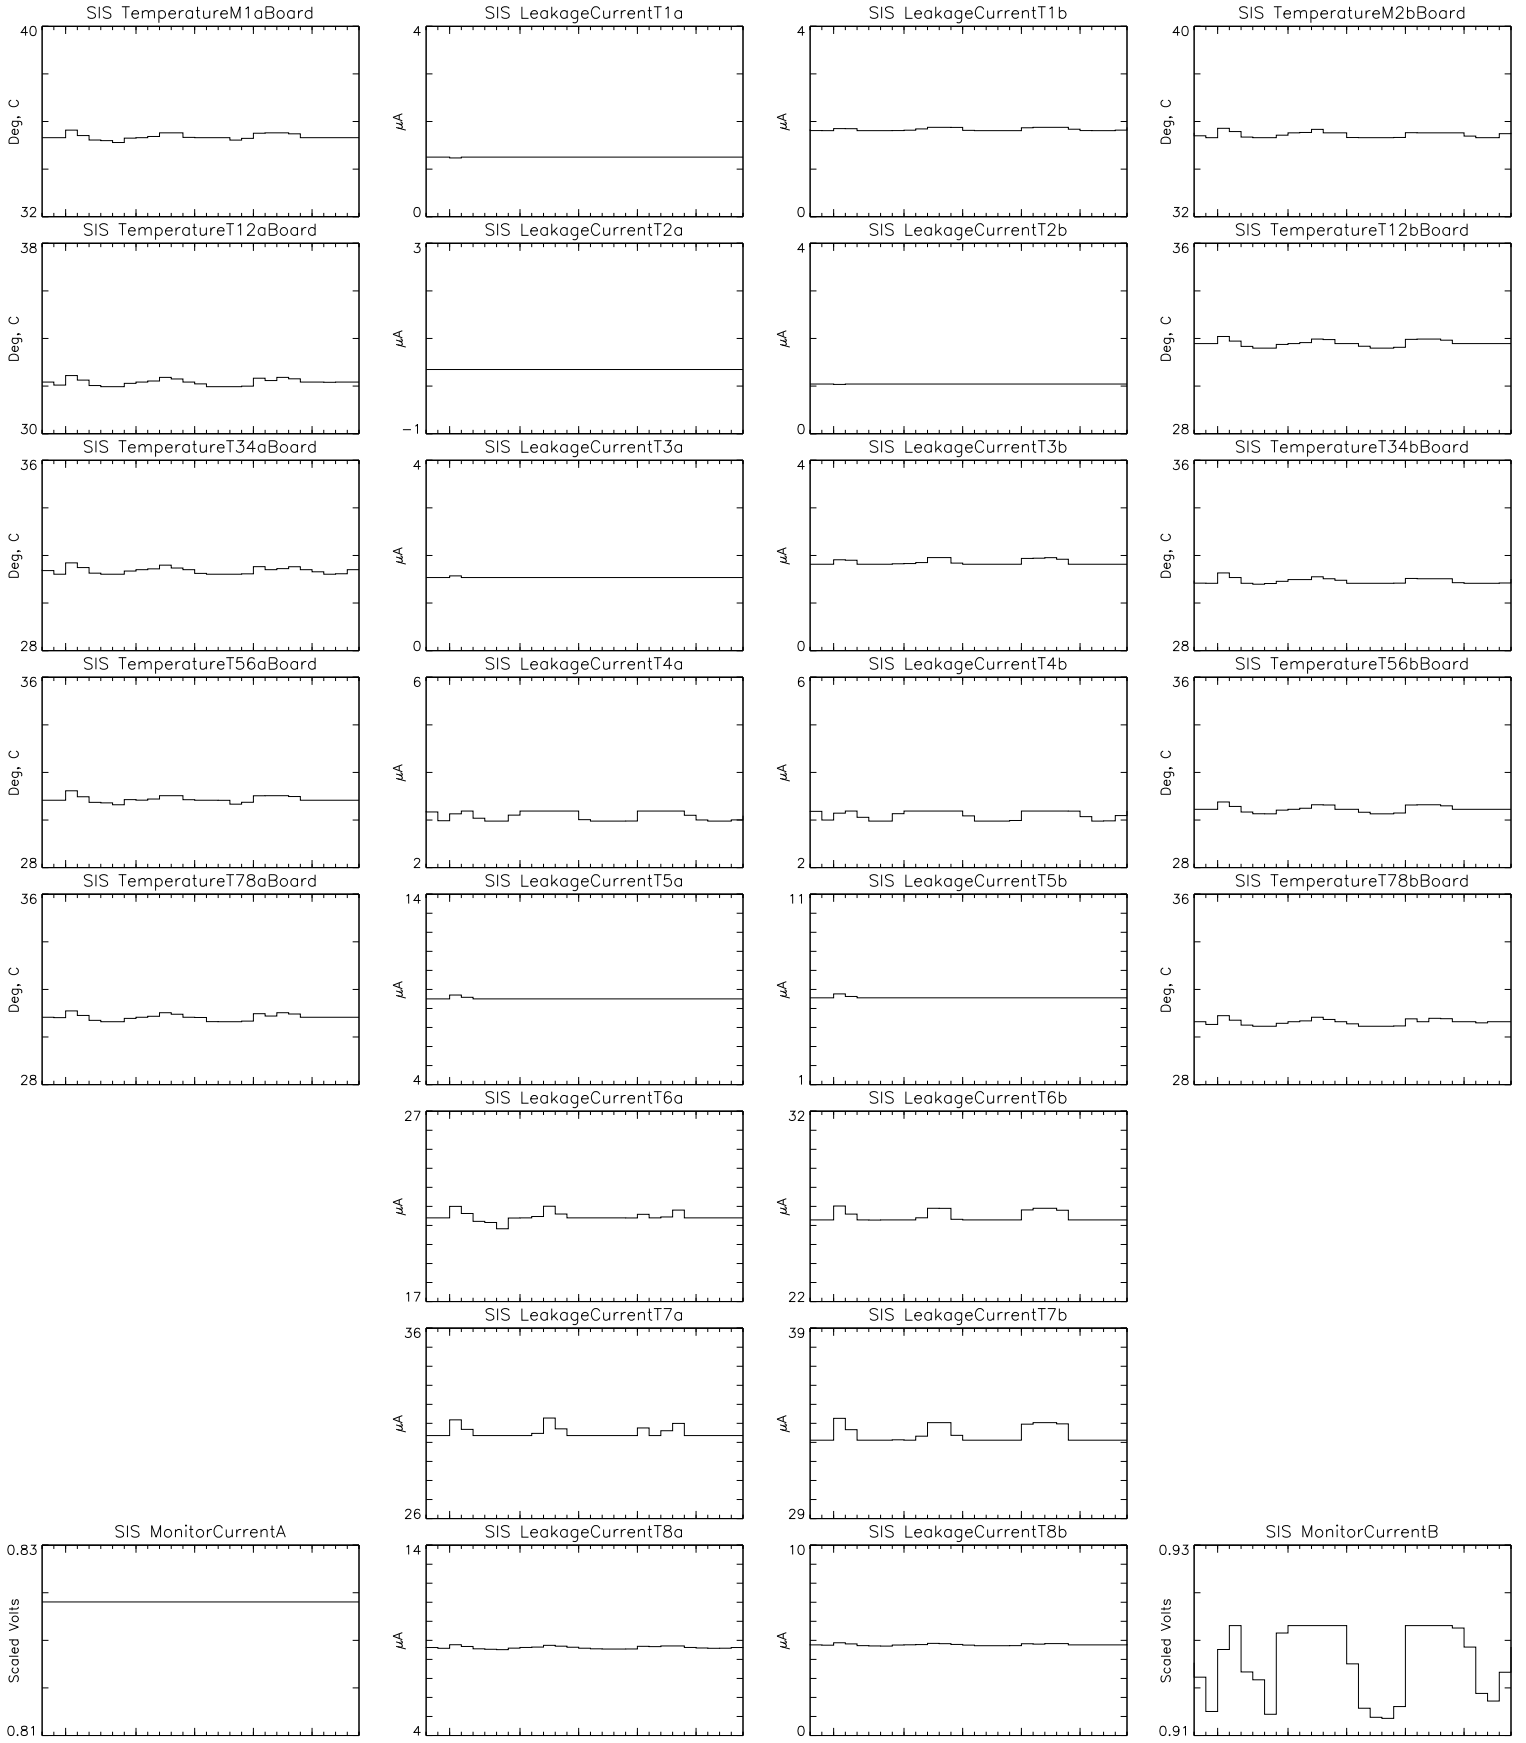 SIS TemperatureM1aBoard
40
Deg, C
32
SIS LeakageCurrentT1a
4
μA
0
SIS LeakageCurrentT1b
4
μA
0
SIS TemperatureM2bBoard
40
Deg, C
32
SIS TemperatureT12aBoard
38
Deg, C
30
SIS LeakageCurrentT2a
3
μA
-1
SIS LeakageCurrentT2b
4
μA
0
SIS TemperatureT12bBoard
36
Deg, C
28
SIS TemperatureT34aBoard
36
Deg, C
28
SIS LeakageCurrentT3a
4
μA
0
SIS LeakageCurrentT3b
4
μA
0
SIS TemperatureT34bBoard
36
Deg, C
28
SIS TemperatureT56aBoard
36
Deg, C
28
SIS LeakageCurrentT4a
6
μA
2
SIS LeakageCurrentT4b
6
μA
2
SIS TemperatureT56bBoard
36
Deg, C
28
SIS TemperatureT78aBoard
36
Deg, C
28
SIS LeakageCurrentT5a
14
μA
4
SIS LeakageCurrentT5b
11
μA
1
SIS TemperatureT78bBoard
36
Deg, C
28
SIS LeakageCurrentT6a
27
μA
17
SIS LeakageCurrentT6b
32
μA
22
SIS LeakageCurrentT7a
36
μA
26
SIS LeakageCurrentT7b
39
μA
29
SIS MonitorCurrentA
0.83
Scaled Volts
0.81
SIS LeakageCurrentT8a
14
μA
4
SIS LeakageCurrentT8b
10
μA
0
SIS MonitorCurrentB
0.93
Scaled Volts
0.91